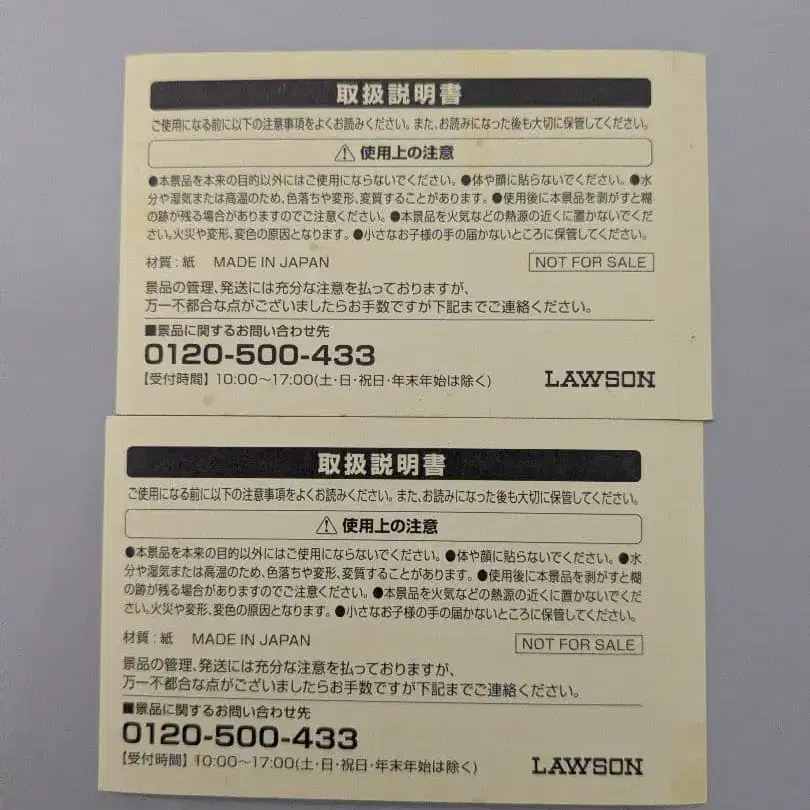 取扱説明書
ご使用になる前に以下の注意事項をよくお読みください。また、お読みになった後も大切に保管してください。
⚠ 使用上の注意
●本景品を本来の目的以外にはご使用にならないでください。●体や顔に貼らないでください。●水
分や湿気または高温のため、色落ちや変形、変質することがあります。●使用後に本景品を剥がすと糊
の跡が残る場合がありますのでご注意ください。●本景品を火気などの熱源の近くに置かないでくだ
さい。火災や変形、変色の原因となります。●小さなお子様の手の届かないところに保管してください。
材質:紙 MADE IN JAPAN NOT FOR SALE
景品の管理、発送には充分な注意を払っておりますが、
万一不都合な点がございましたらお手数ですが下記までご連絡ください。
■景品に関するお問い合わせ先
0120-500-433
【受付時間】10:00〜17:00(土・日・祝日・年末年始は除く) LAWSON
取扱説明書
ご使用になる前に以下の注意事項をよくお読みください。また、お読みになった後も大切に保管してください。
⚠ 使用上の注意
●本景品を本来の目的以外にはご使用にならないでください。●体や顔に貼らないでください。●水
分や湿気または高温のため、色落ちや変形、変質することがあります。●使用後に本景品を剥がすと糊
の跡が残る場合がありますのでご注意ください。●本景品を火気などの熱源の近くに置かないでくだ
さい。火災や変形、変色の原因となります。●小さなお子様の手の届かないところに保管してください。
材質:紙 MADE IN JAPAN NOT FOR SALE
景品の管理、発送には充分な注意を払っておりますが、
万一不都合な点がございましたらお手数ですが下記までご連絡ください。
■景品に関するお問い合わせ先
0120-500-433
【受付時間】10:00〜17:00(土・日・祝日・年末年始は除く) LAWSON